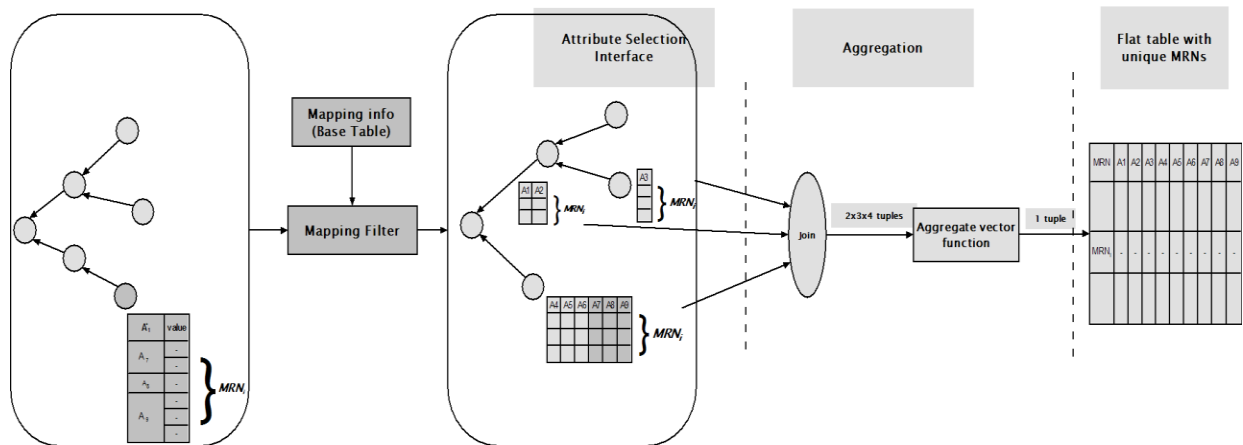 Attribute Selection
Interface
Aggregation
Flat table with
unique MRNs
Mapping info
(Base Table)
Mapping Filter
A1 A2
MRNi
A3
MRNi
A4 A5 A6 A7 A8 A9
MRNi
value
A7 -
-
-
A9 -
-
-
MRNi
Join
2x3x4 tuples
Aggregate vector
function
1 tuple
MRN A1 A2 A3 A4 A5 A6 A7 A8 A9
MRNi - - - - - - - - -